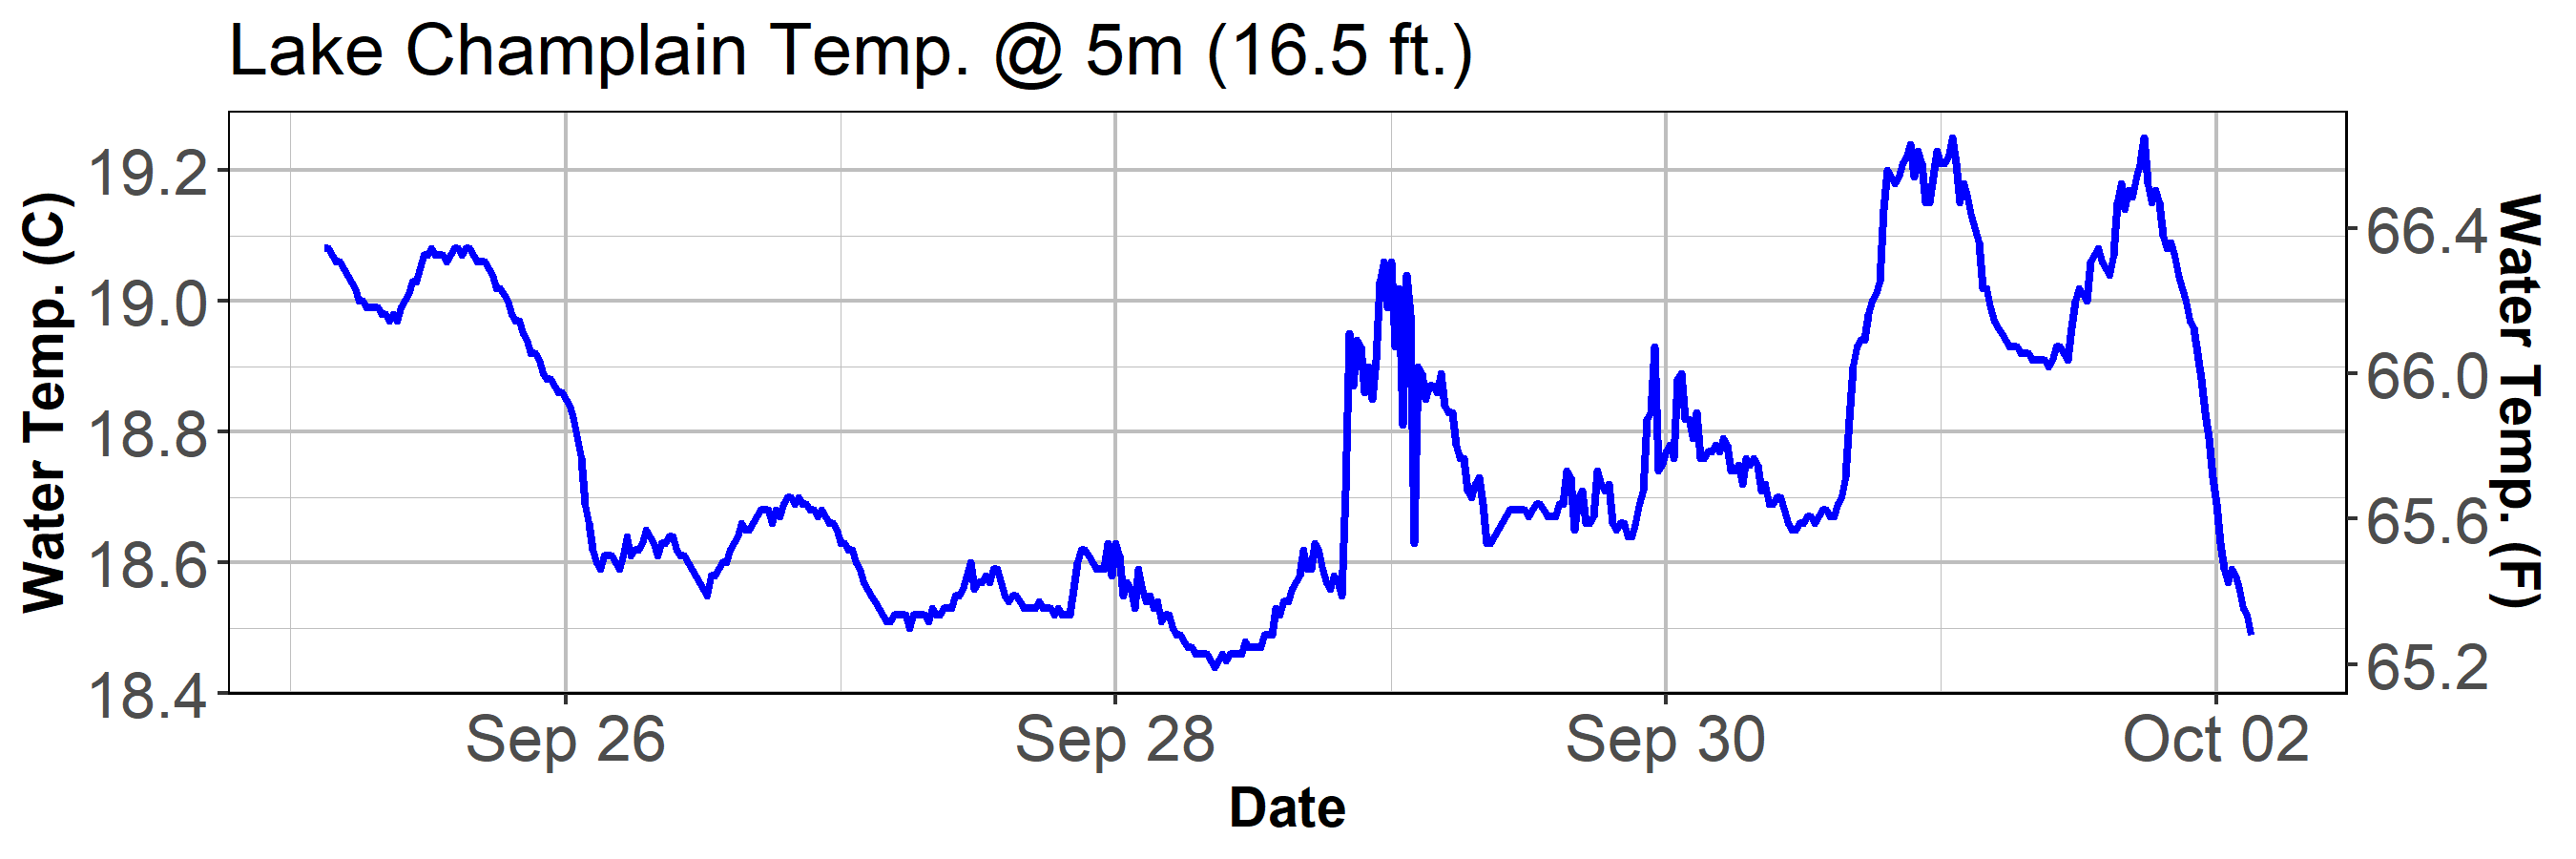 Lake Champlain Temp. @ 5m (16.5 ft.)
Water Temp. (C)
19.2
19.0
18.8
18.6
18.4
66.4
66.0
65.6
65.2
Water Temp. (F)
Sep 26
Sep 28
Sep 30
Oct 02
Date